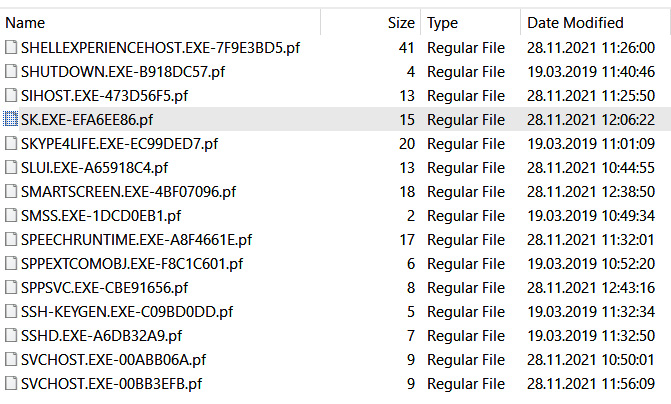 Name Size Type Date Modified
SHELLEXPERIENCEHOST.EXE-7F9E3BD5.pf 41 Regular File 28.11.2021 11:26:00
SHUTDOWN.EXE-B918DC57.pf 4 Regular File 19.03.2019 11:40:46
SIHOST.EXE-473D56F5.pf 13 Regular File 28.11.2021 11:25:50
SK.EXE-EFA6EE86.pf 15 Regular File 28.11.2021 12:06:22
SKYPE4LIFE.EXE-EC99DED7.pf 20 Regular File 19.03.2019 11:01:09
SLUI.EXE-A65918C4.pf 13 Regular File 28.11.2021 10:44:55
SMARTSCREEN.EXE-4BF07096.pf 18 Regular File 28.11.2021 12:38:50
SMSS.EXE-1DCD0EB1.pf 2 Regular File 19.03.2019 10:49:34
SPEECHRUNTIME.EXE-A8F4661E.pf 17 Regular File 28.11.2021 11:32:01
SPPEXTCOMOBJ.EXE-F8C1C601.pf 6 Regular File 19.03.2019 10:52:20
SPPSVC.EXE-CBE91656.pf 8 Regular File 28.11.2021 12:43:16
SSH-KEYGEN.EXE-C09BD0DD.pf 5 Regular File 19.03.2019 11:32:34
SSHD.EXE-A6DB32A9.pf 7 Regular File 19.03.2019 11:32:50
SVCHOST.EXE-00ABB06A.pf 9 Regular File 28.11.2021 10:50:01
SVCHOST.EXE-00BB3EFB.pf 9 Regular File 28.11.2021 11:56:09